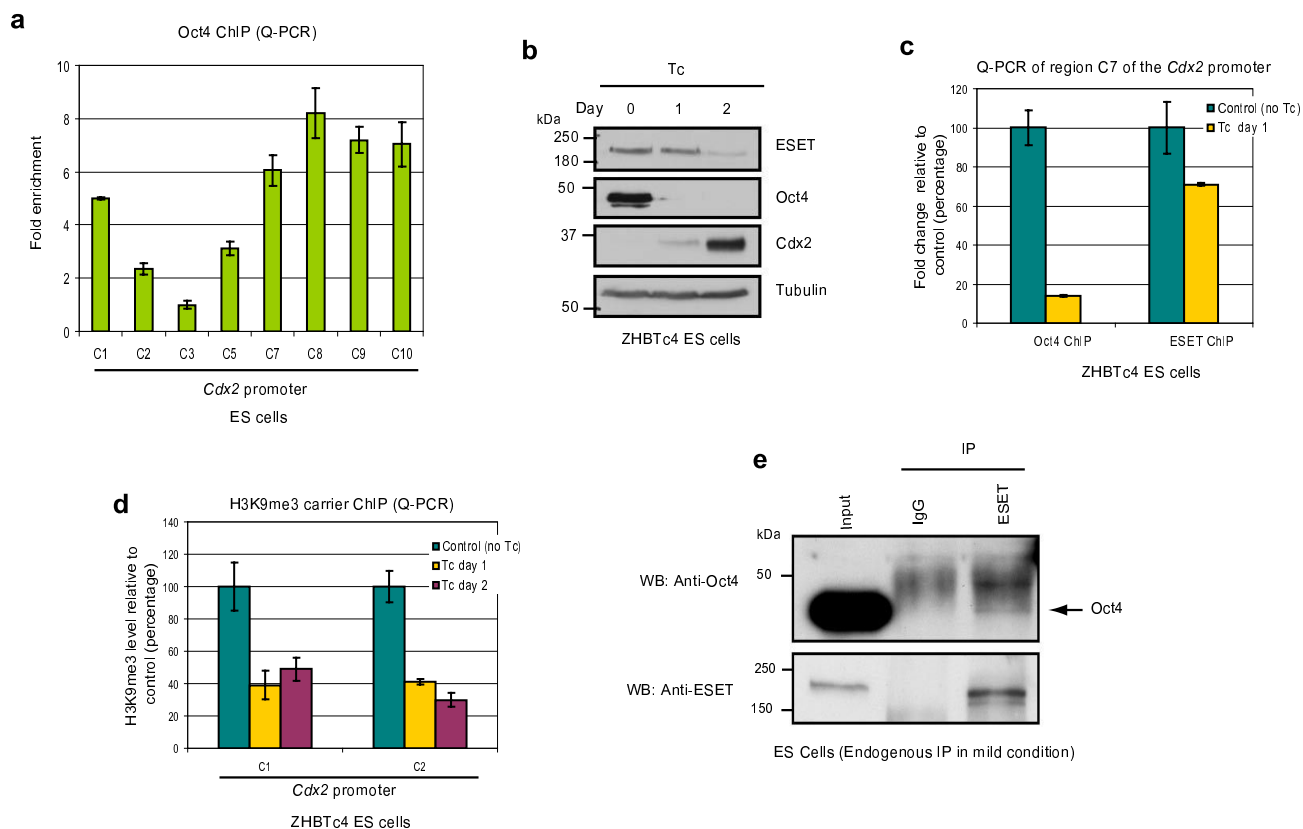 a
Oct4 ChIP (Q-PCR)
Fold enrichment
10
8
6
4
2
0
C1 C2 C3 C5 C7 C8 C9 C10
Cdx2 promoter
ES cells
b
Tc
Day 0 1 2
kDa
250
180
ESET
50
Oct4
37
Cdx2
Tubulin
50
ZHBTc4 ES cells
c
Q-PCR of region C7 of the Cdx2 promoter
Fold change relative to
control (percentage)
120
100
80
60
40
20
0
Control (no Tc)
Tc day 1
Oct4 ChIP ESET ChIP
ZHBTc4 ES cells
d
H3K9me3 carrier ChIP (Q-PCR)
H3K9me3 level relative to
control (percentage)
140
120
100
80
60
40
20
0
Control (no Tc)
Tc day 1
Tc day 2
C1 C2
Cdx2 promoter
ZHBTc4 ES cells
e
IP
Input IgG ESET
kDa
WB: Anti-Oct4
50
Oct4
WB: Anti-ESET
250
150
ES Cells (Endogenous IP in mild condition)